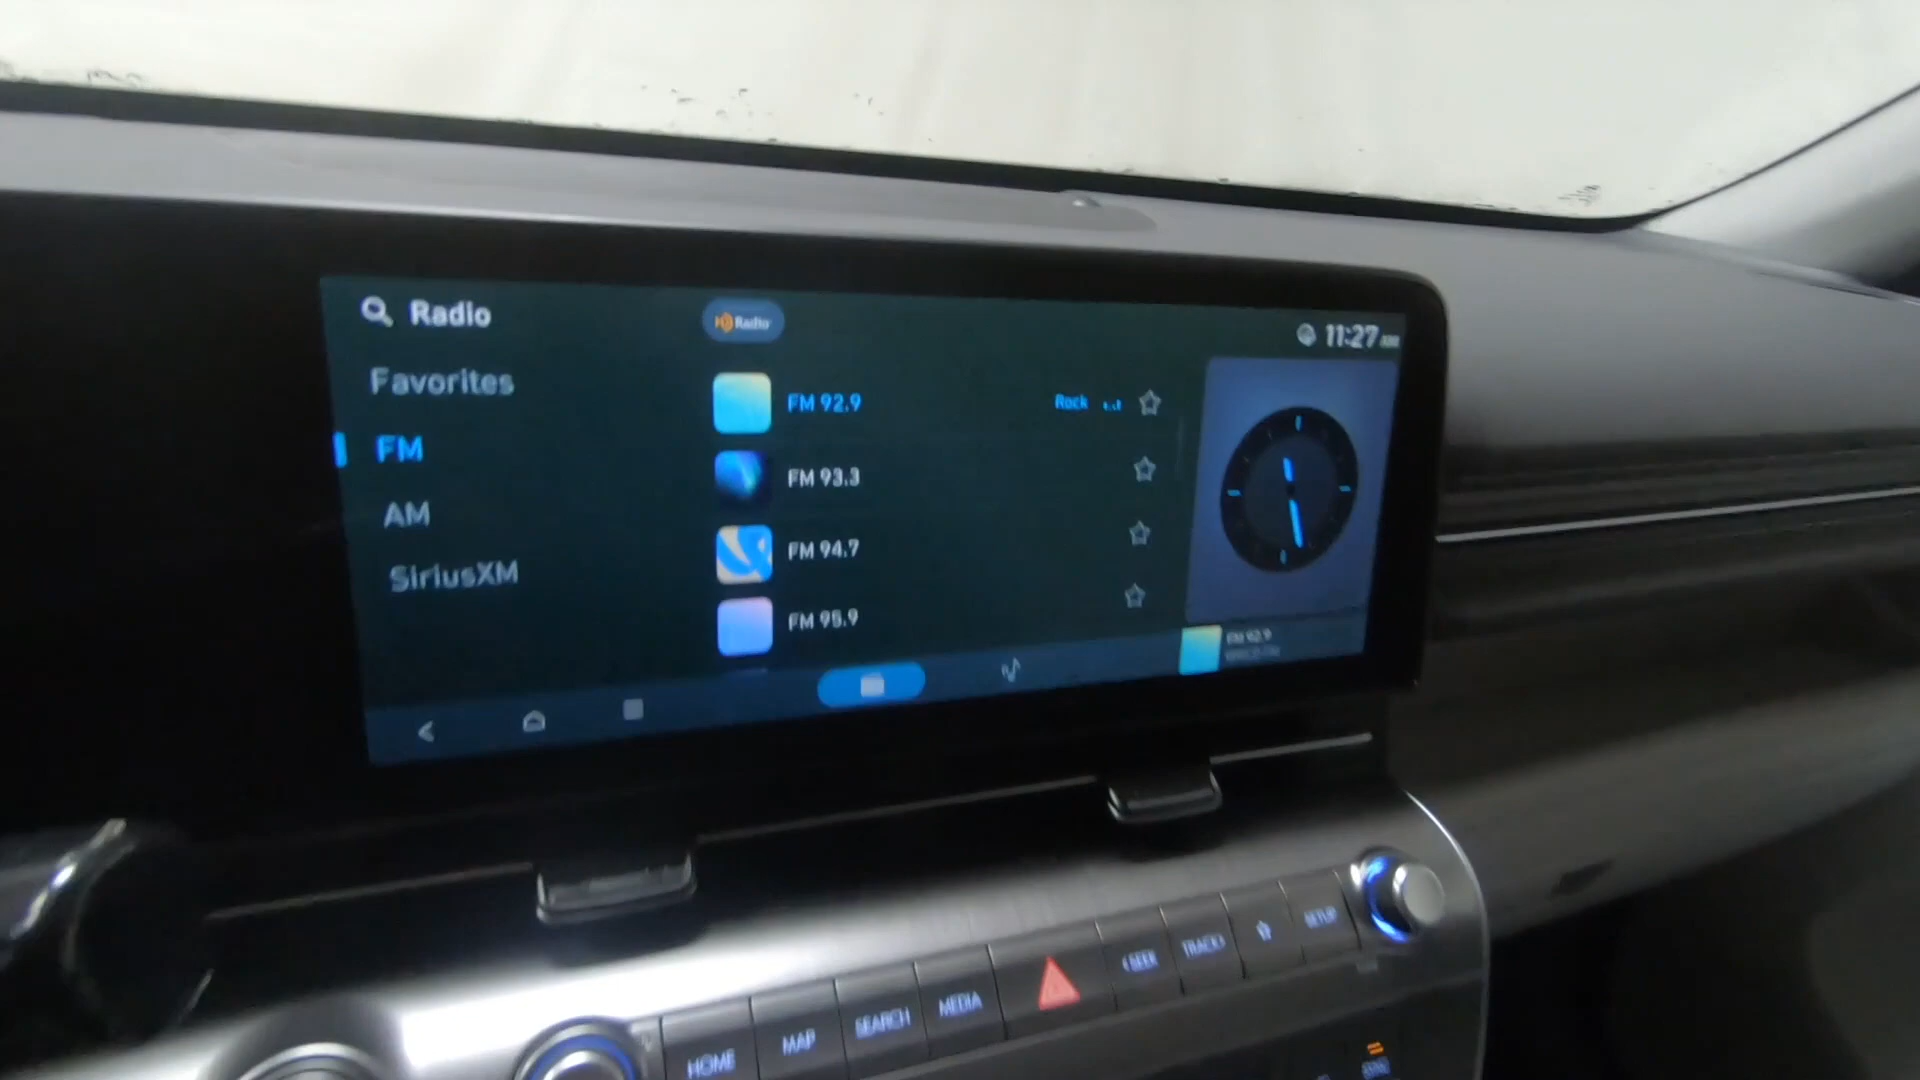 Radio
HD Radio
11:27
Favorites
FM 92.9
Rock
FM
FM 93.3
AM
FM 94.7
SiriusXM
FM 95.9
FM 92.9
HOME
MAP
SEARCH
MEDIA
SEEK
TRACK
SETUP